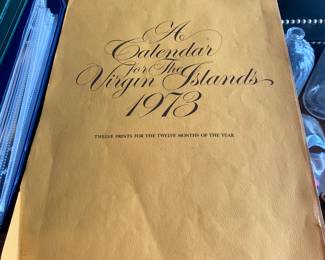 A
Calendar
for The
Virgin Islands
1973
TWELVE PRINTS FOR THE TWELVE MONTHS OF THE YEAR